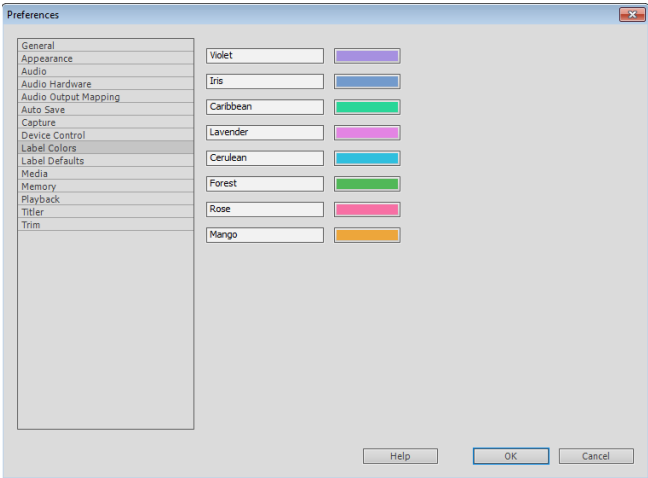 Preferences
General
Appearance
Audio
Audio Hardware
Audio Output Mapping
Auto Save
Capture
Device Control
Label Colors
Label Defaults
Media
Memory
Playback
Titler
Trim
Violet
Iris
Caribbean
Lavender
Cerulean
Forest
Rose
Mango
Help
OK
Cancel